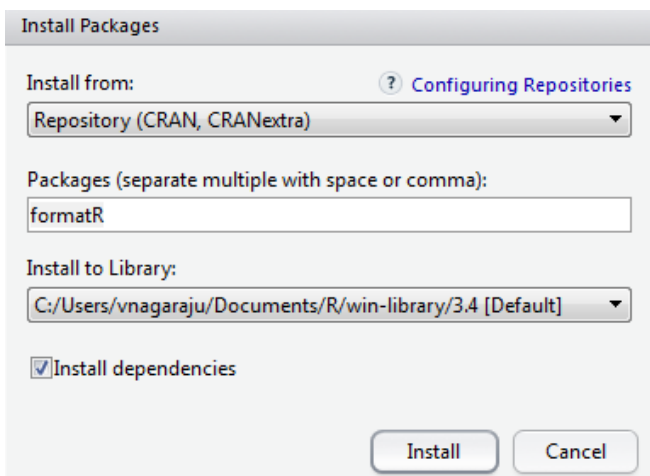 Install Packages
Install from:
? Configuring Repositories
Repository (CRAN, CRANextra)
Packages (separate multiple with space or comma):
formatR
Install to Library:
C:/Users/vnagaraju/Documents/R/win-library/3.4 [Default]
Install dependencies
Install
Cancel